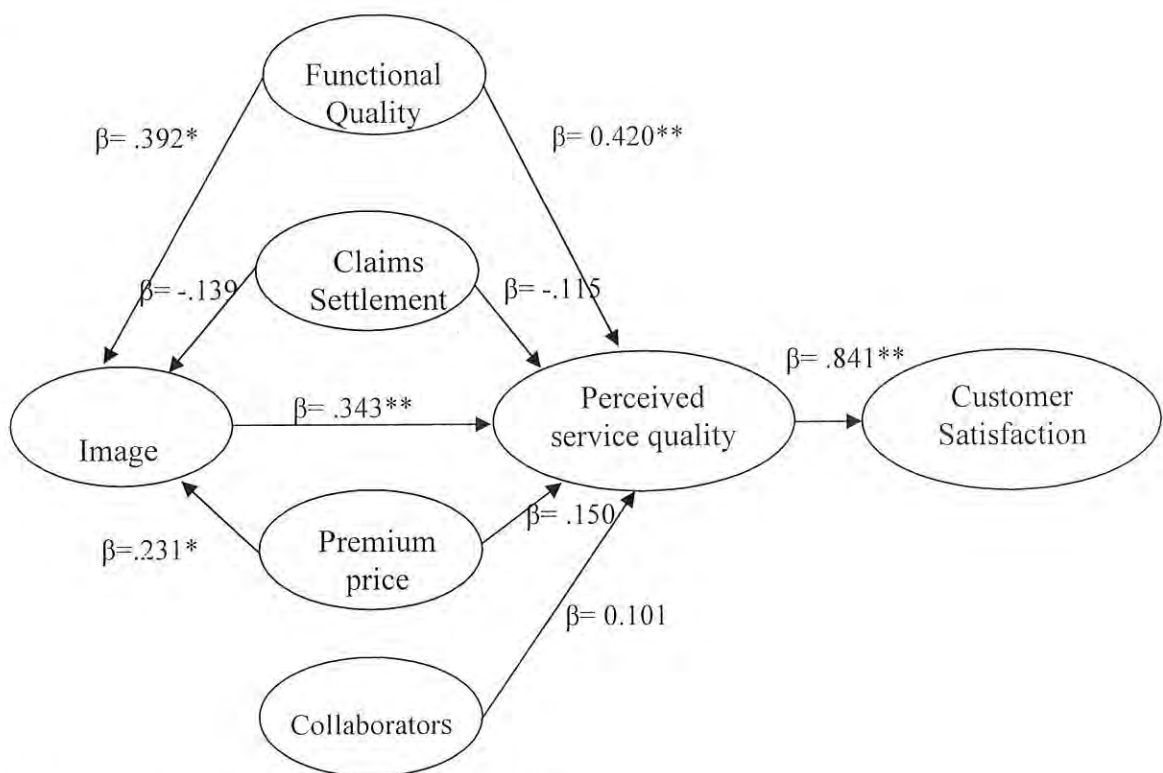 Functional
Quality
β= .392*
β= 0.420**
Claims
Settlement
β= -.139
β= -.115
β= .841**
β= .343**
Perceived
service quality
Customer
Satisfaction
Image
β=.231*
Premium
price
β= .150
β= 0.101
Collaborators